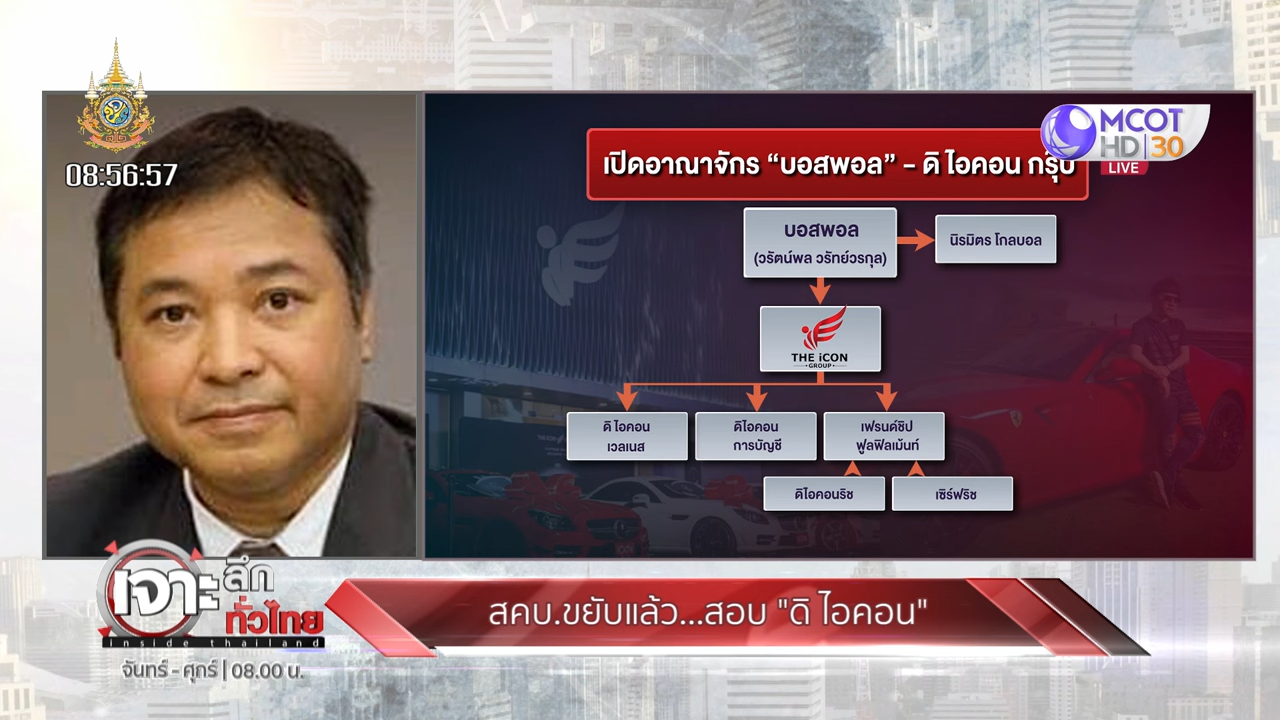 08:56:57
MCOT
HD 30
LIVE
เปิดอาณาจักร “บอสพอล” – ดิ ไอคอน กรุ๊ป
บอสพอล
(วรัตน์พล วรัทย์วรกุล)
นิรมิตร โกลบอล
THE iCON
GROUP
ดิ ไอคอน
เวลเนส
ดิไอคอน
การบัญชี
เฟรนด์ชิป
ฟูลฟิลเม้นท์
ดิไอคอนริช
เซิร์ฟริช
เจาะลึก
ทั่วไทย
inside thailand
จันทร์ - ศุกร์ | 08.00 น.
สคบ.ขยับแล้ว...สอบ "ดิ ไอคอน"